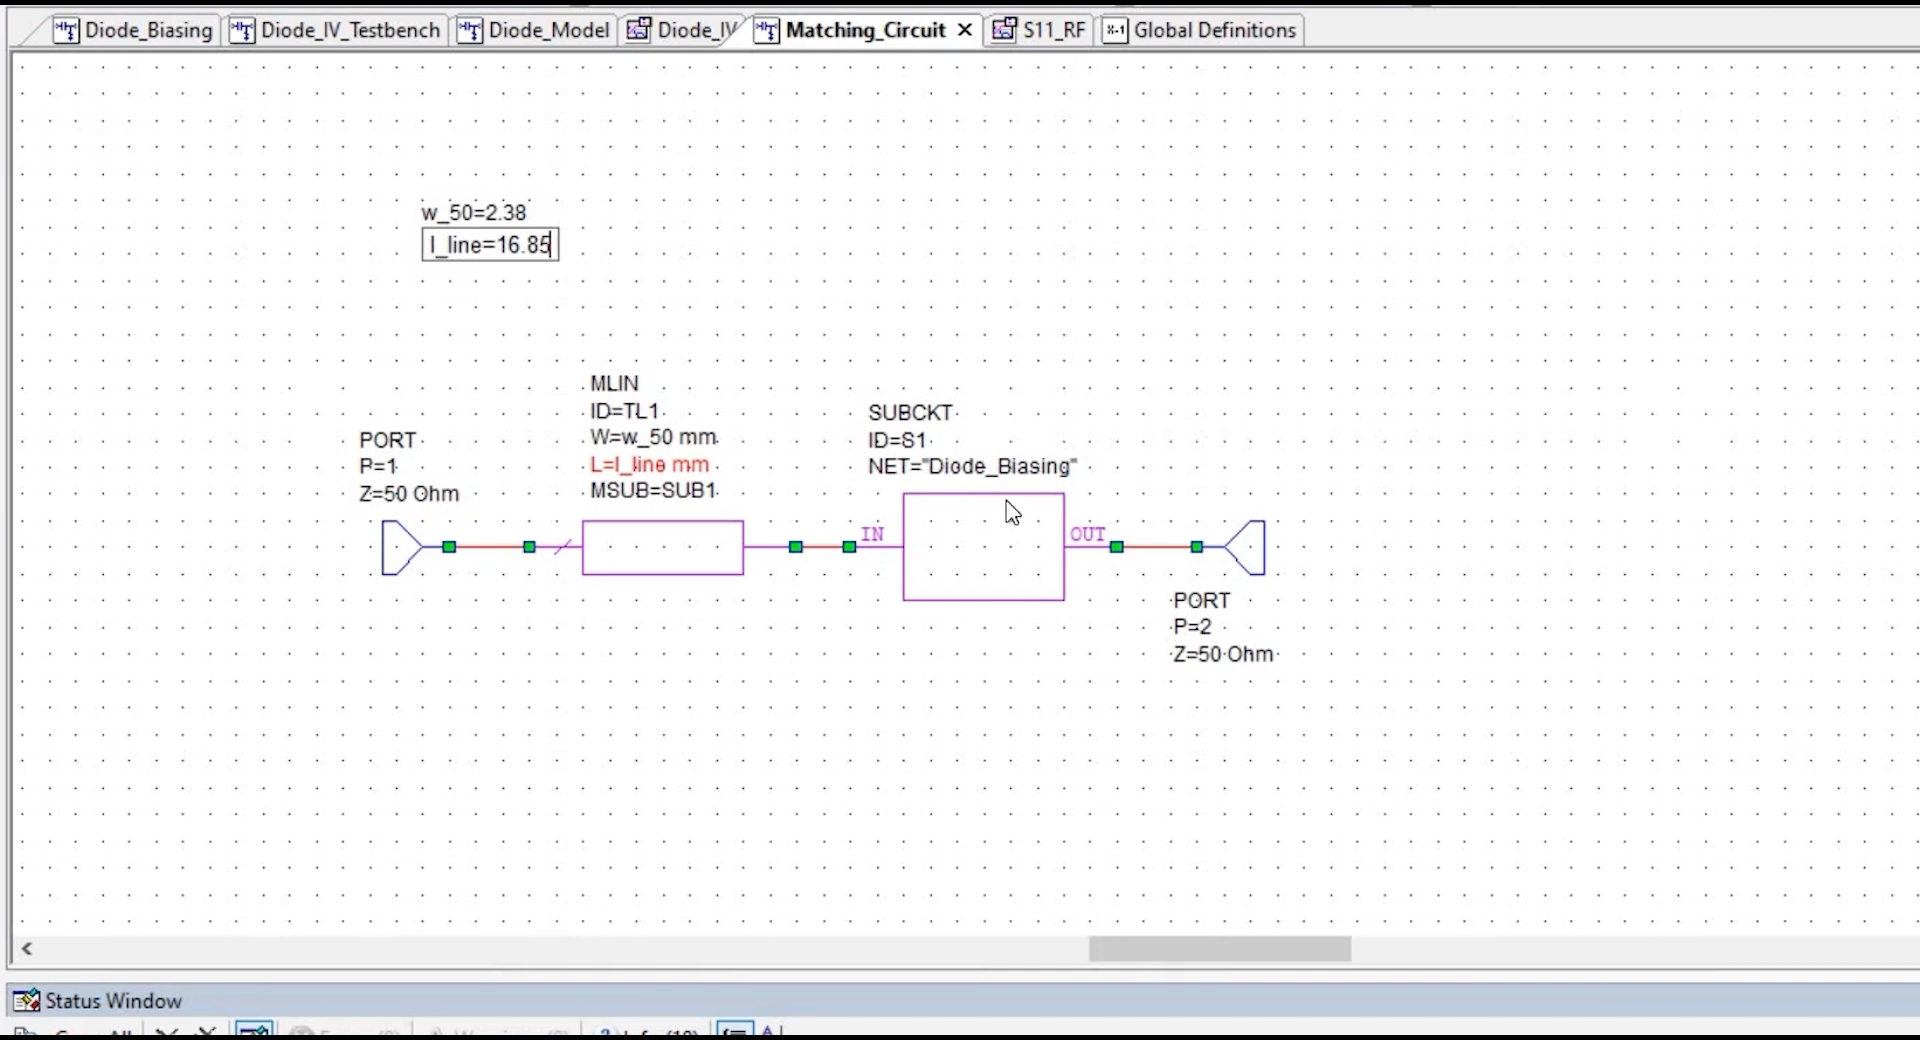 Diode_Biasing
Diode_IV_Testbench
Diode_Model
Diode_IV
Matching_Circuit
S11_RF
Global Definitions
w_50=2.38
l_line=16.85
MLIN
ID=TL1
W=w_50 mm
L=l_line mm
MSUB=SUB1
SUBCKT
ID=S1
NET="Diode_Biasing"
PORT
P=1
Z=50 Ohm
IN
OUT
PORT
P=2
Z=50 Ohm
Status Window